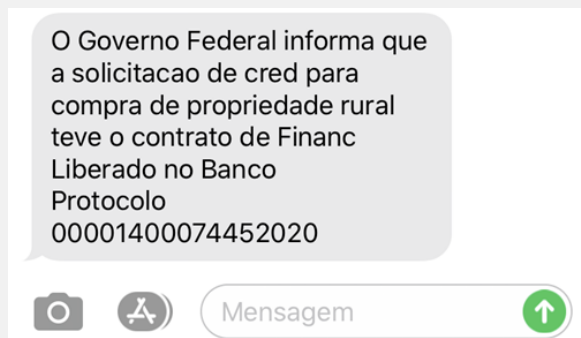 O Governo Federal informa que
a solicitacao de cred para
compra de propriedade rural
teve o contrato de Financ
Liberado no Banco
Protocolo
00001400074452020
Mensagem